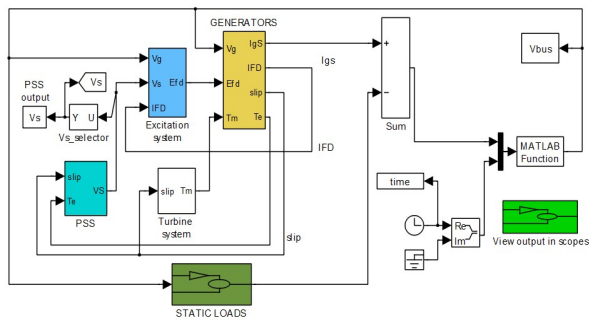 GENERATORS
Vg
IgS
IFD
Efd
slip
Tm
Te
Igs
IFD
slip
+
−
Sum
Vbus
PSS
output
Vs
Vs
Y U
Vs_selector
Vg
Vs
IFD
Efd
Excitation
system
slip
Te
VS
PSS
slip Tm
Turbine
system
MATLAB
Function
time
Re
Im
View output in scopes
STATIC LOADS